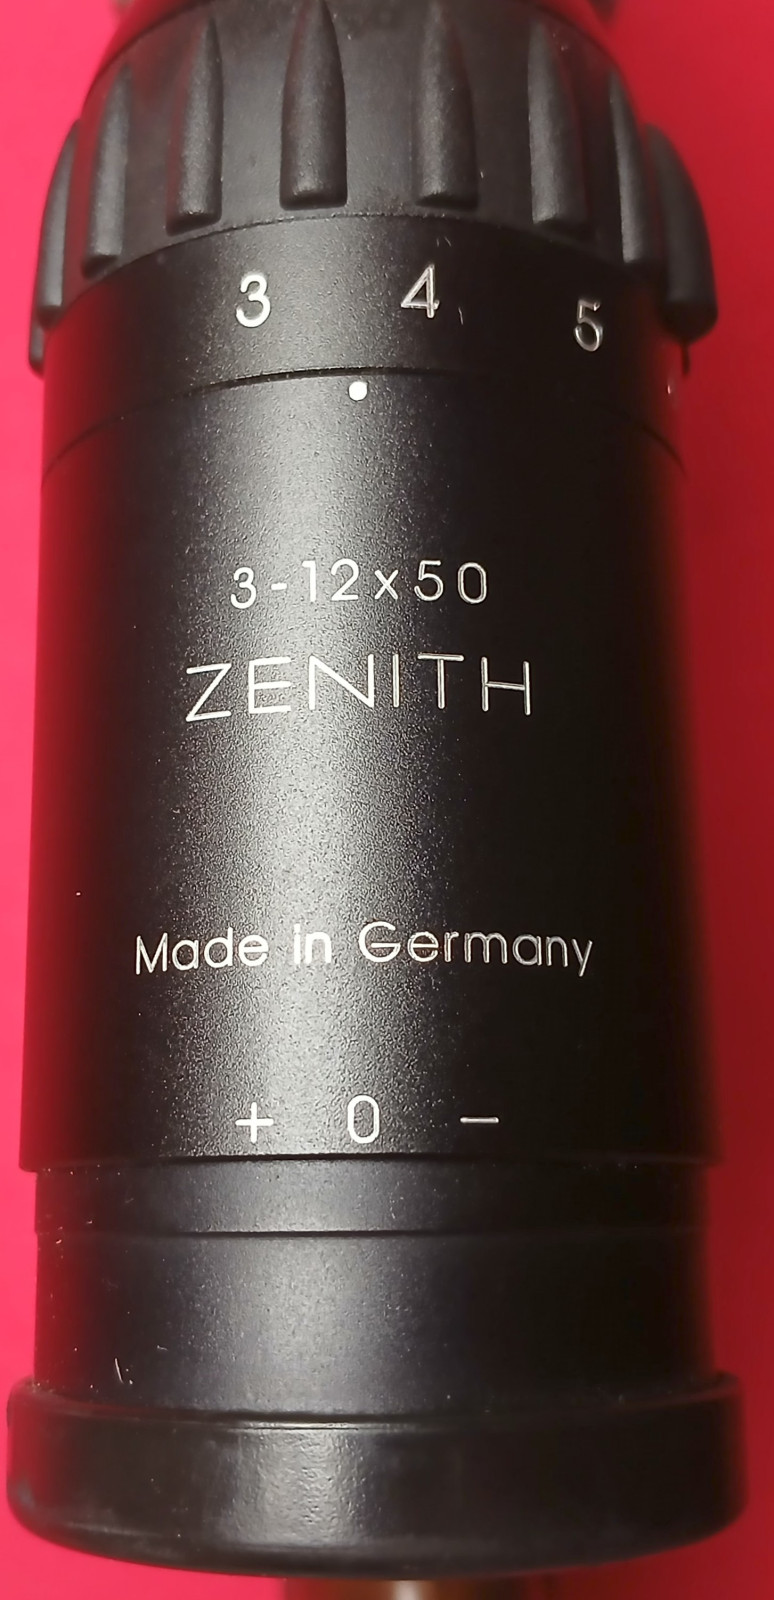 3 4 5
3-12x50
ZENITH
Made in Germany
+ 0 -